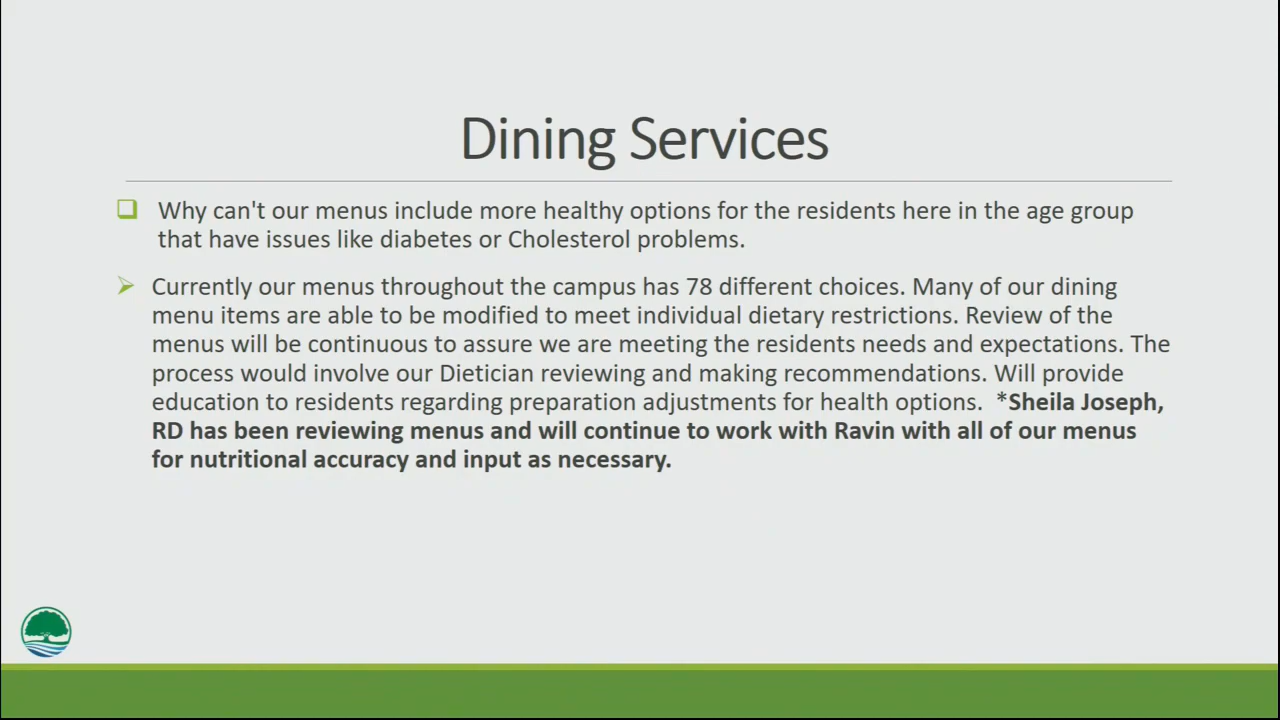 Dining Services
Why can't our menus include more healthy options for the residents here in the age group
that have issues like diabetes or Cholesterol problems.
Currently our menus throughout the campus has 78 different choices. Many of our dining
menu items are able to be modified to meet individual dietary restrictions. Review of the
menus will be continuous to assure we are meeting the residents needs and expectations. The
process would involve our Dietician reviewing and making recommendations. Will provide
education to residents regarding preparation adjustments for health options. *Sheila Joseph,
RD has been reviewing menus and will continue to work with Ravin with all of our menus
for nutritional accuracy and input as necessary.